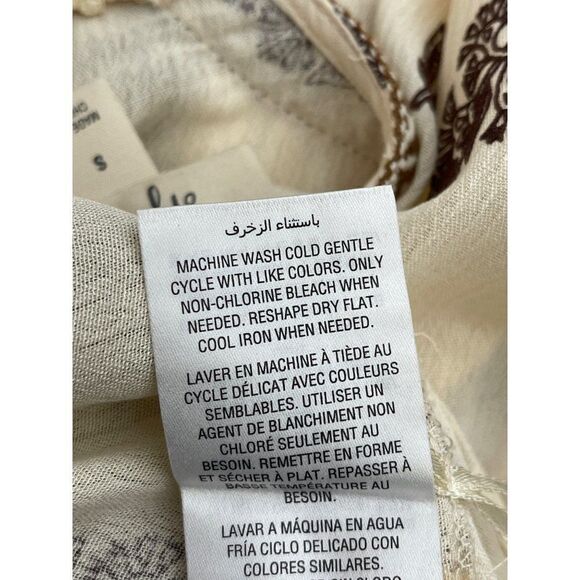 MADE
S
باستثناء الزخرف
MACHINE WASH COLD GENTLE
CYCLE WITH LIKE COLORS. ONLY
NON-CHLORINE BLEACH WHEN
NEEDED. RESHAPE DRY FLAT.
COOL IRON WHEN NEEDED.
LAVER EN MACHINE À TIÈDE AU
CYCLE DÉLICAT AVEC COULEURS
SEMBLABLES. UTILISER UN
AGENT DE BLANCHIMENT NON
CHLORÉ SEULEMENT AU
BESOIN. REMETTRE EN FORME
ET SÉCHER À PLAT. REPASSER À
BASSE TEMPÉRATURE AU
BESOIN.
LAVAR A MÁQUINA EN AGUA
FRÍA CICLO DELICADO CON
COLORES SIMILARES.